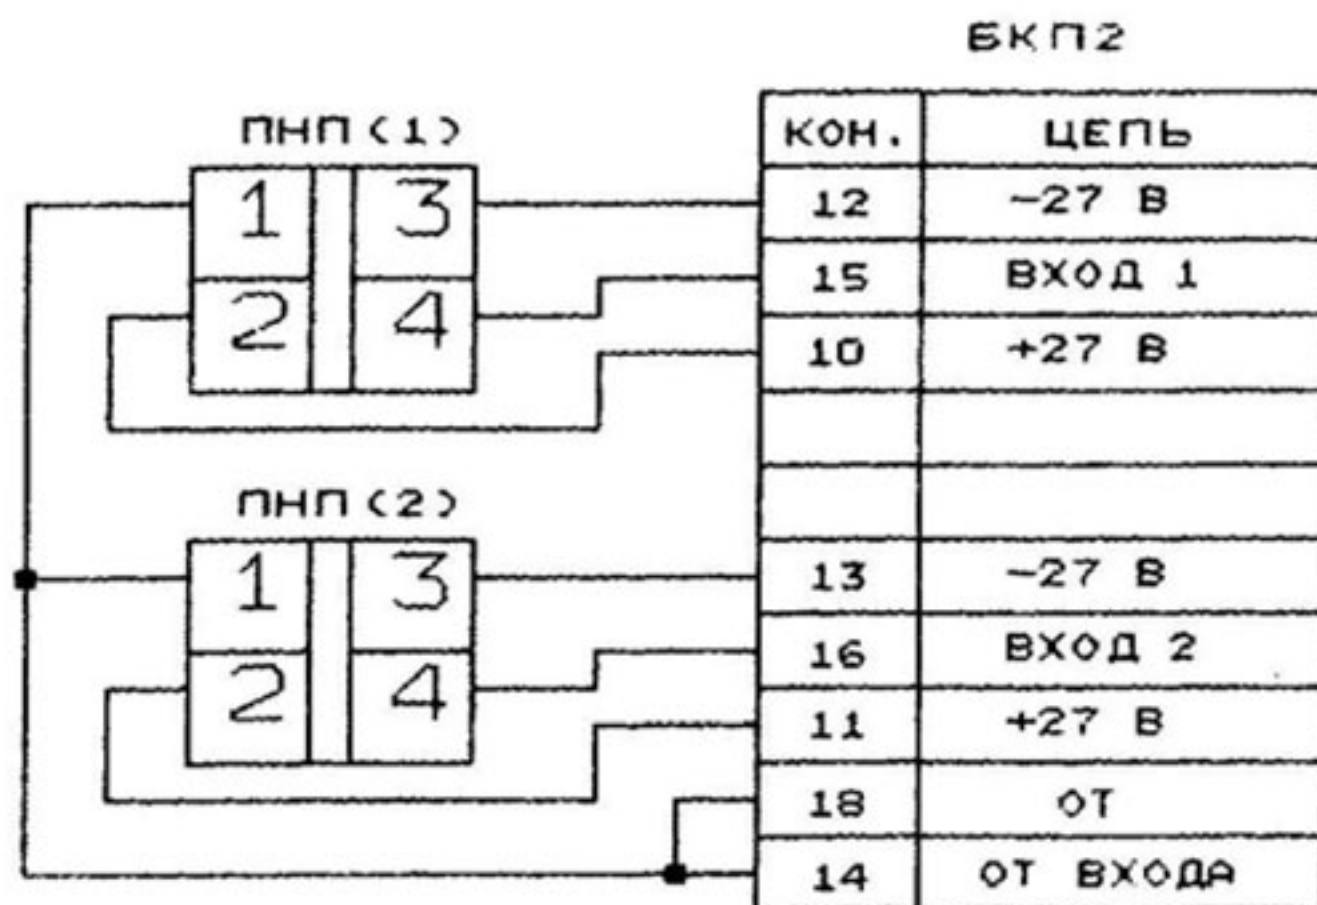 БКП2
ПНП(1)
1 3
2 4
ПНП(2)
1 3
2 4
КОН. ЦЕПЬ
12 -27 В
15 ВХОД 1
10 +27 В
13 -27 В
16 ВХОД 2
11 +27 В
18 ОТ
14 ОТ ВХОДА